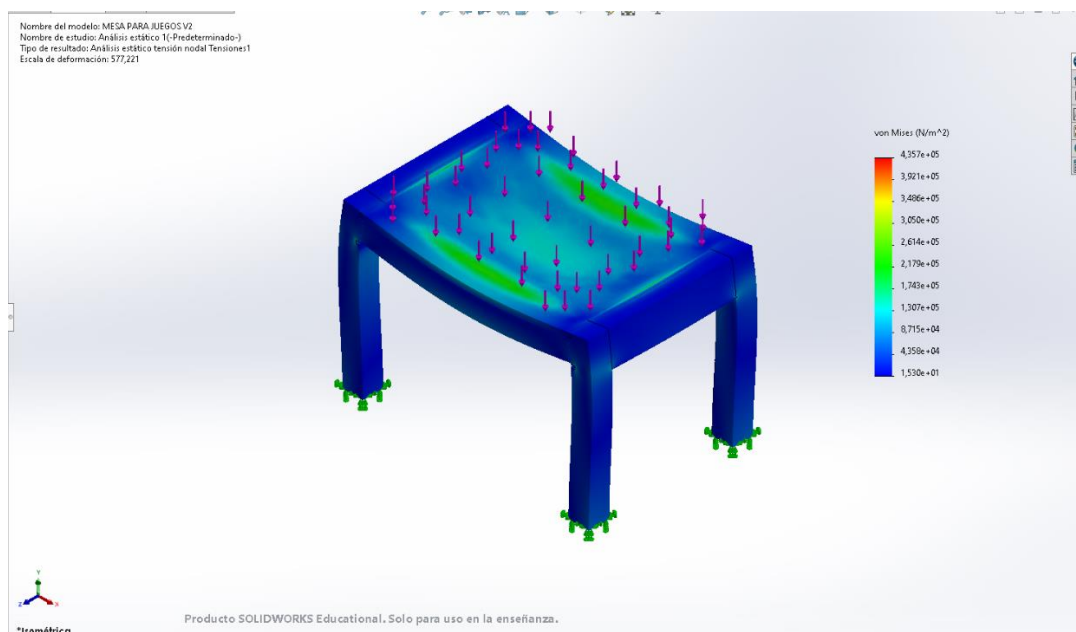 Nombre del modelo: MESA PARA JUEGOS V2
Nombre de estudio: Análisis estático 1(-Predeterminado-)
Tipo de resultado: Análisis estático tensión nodal Tensiones1
Escala de deformación: 577,221
von Mises (N/m^2)
4,357e+05
3,921e+05
3,486e+05
3,050e+05
2,614e+05
2,179e+05
1,743e+05
1,307e+05
8,715e+04
4,358e+04
1,530e+01
Y
Z
X
Producto SOLIDWORKS Educational. Solo para uso en la enseñanza.
*Isométrica